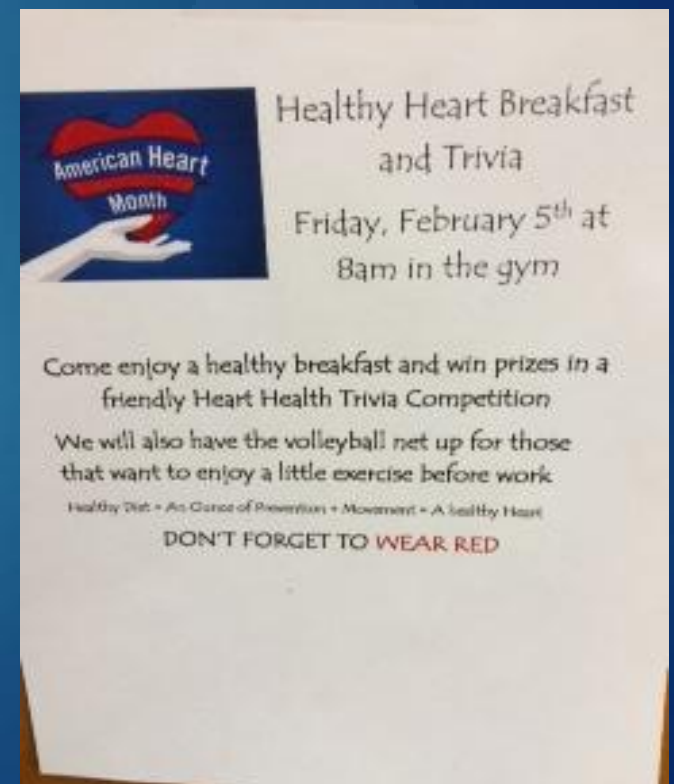 American Heart
Month
Healthy Heart Breakfast
and Trivia
Friday, February 5th at
8am in the gym
Come enjoy a healthy breakfast and win prizes in a
friendly Heart Health Trivia Competition
We will also have the volleyball net up for those
that want to enjoy a little exercise before work
Healthy Diet + An Ounce of Prevention + Movement = A healthy Heart
DON'T FORGET TO WEAR RED